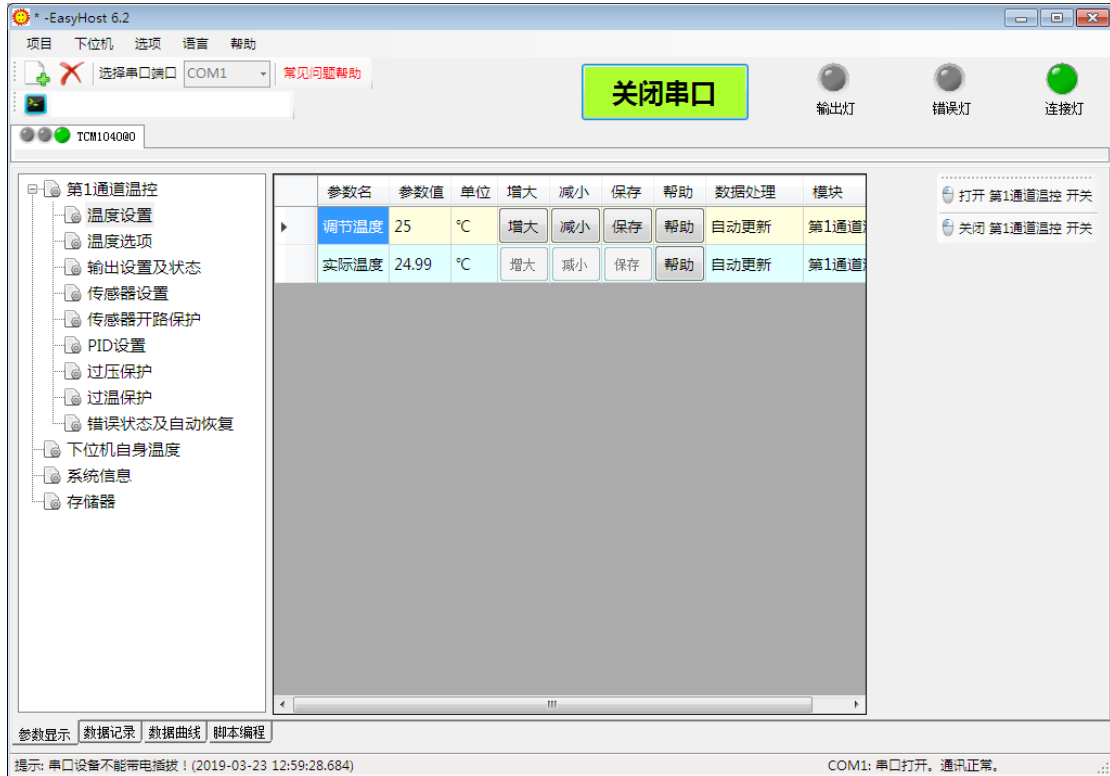 * -EasyHost 6.2
项目 下位机 选项 语言 帮助
选择串口端口 COM1 常见问题帮助
关闭串口
输出灯 错误灯 连接灯
TCM1040@0
第1通道温控
温度设置
温度选项
输出设置及状态
传感器设置
传感器开路保护
PID设置
过压保护
过温保护
错误状态及自动恢复
下位机自身温度
系统信息
存储器
参数名 参数值 单位 增大 减小 保存 帮助 数据处理 模块
调节温度 25 ℃ 增大 减小 保存 帮助 自动更新 第1通道
实际温度 24.99 ℃ 增大 减小 保存 帮助 自动更新 第1通道
打开 第1通道温控 开关
关闭 第1通道温控 开关
参数显示 数据记录 数据曲线 脚本编程
提示: 串口设备不能带电插拔！(2019-03-23 12:59:28.684) COM1: 串口打开。通讯正常。